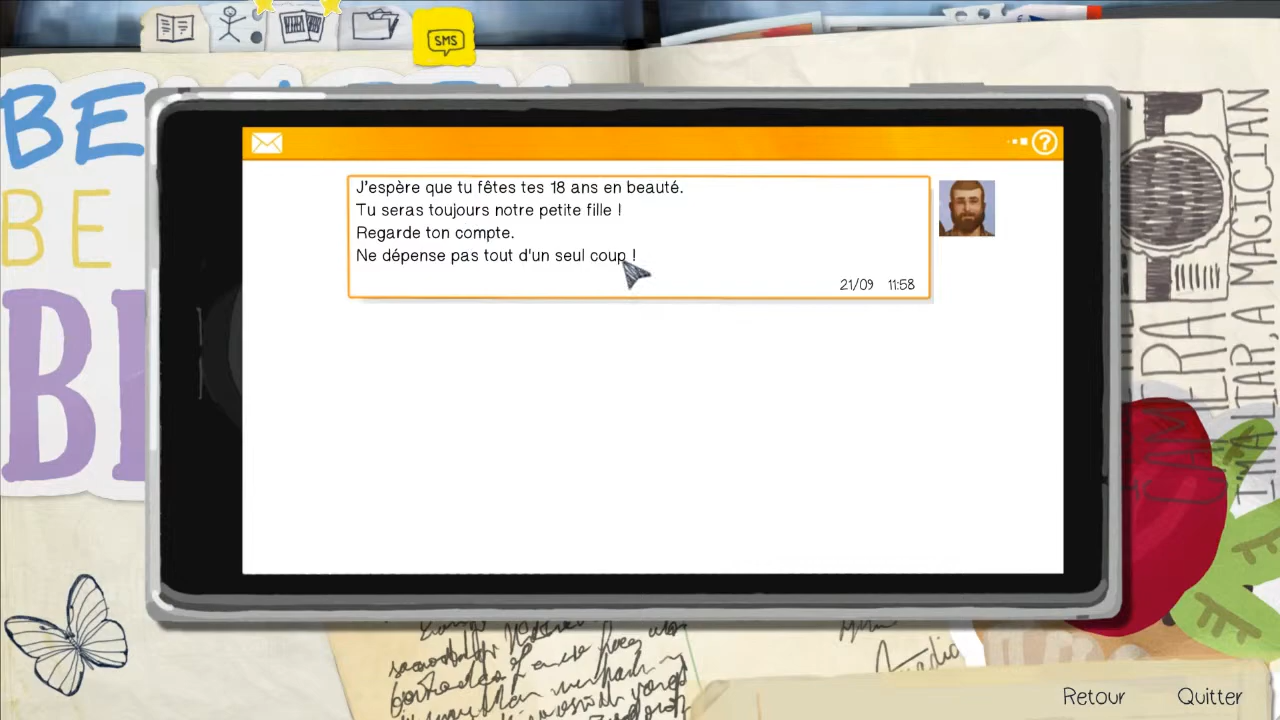 SMS
J'espère que tu fêtes tes 18 ans en beauté.
Tu seras toujours notre petite fille !
Regarde ton compte.
Ne dépense pas tout d'un seul coup !
21/09 11:58
BE
BE
CAMERA
LIAR, A MAGICIAN
Retour Quitter